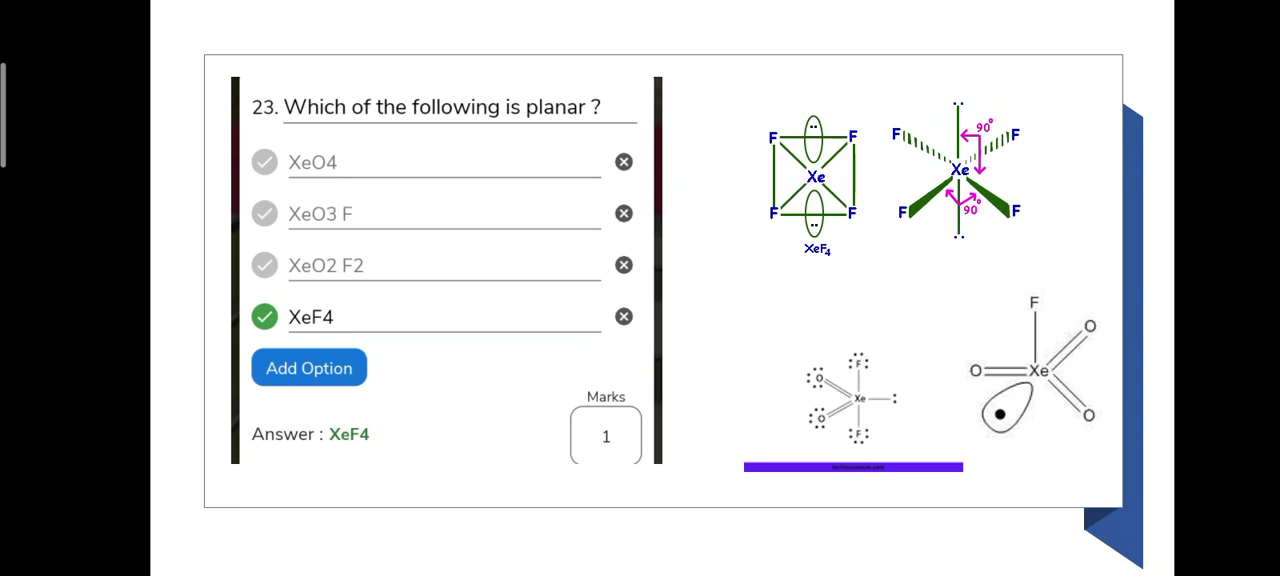 23. Which of the following is planar ?
XeO4
XeO3 F
XeO2 F2
XeF4
Add Option
Marks
Answer : XeF4
1
F F
Xe
F F
XeF4
90°
F F
Xe
F 90° F
F
O
O Xe
O
F
O
Xe
O
F